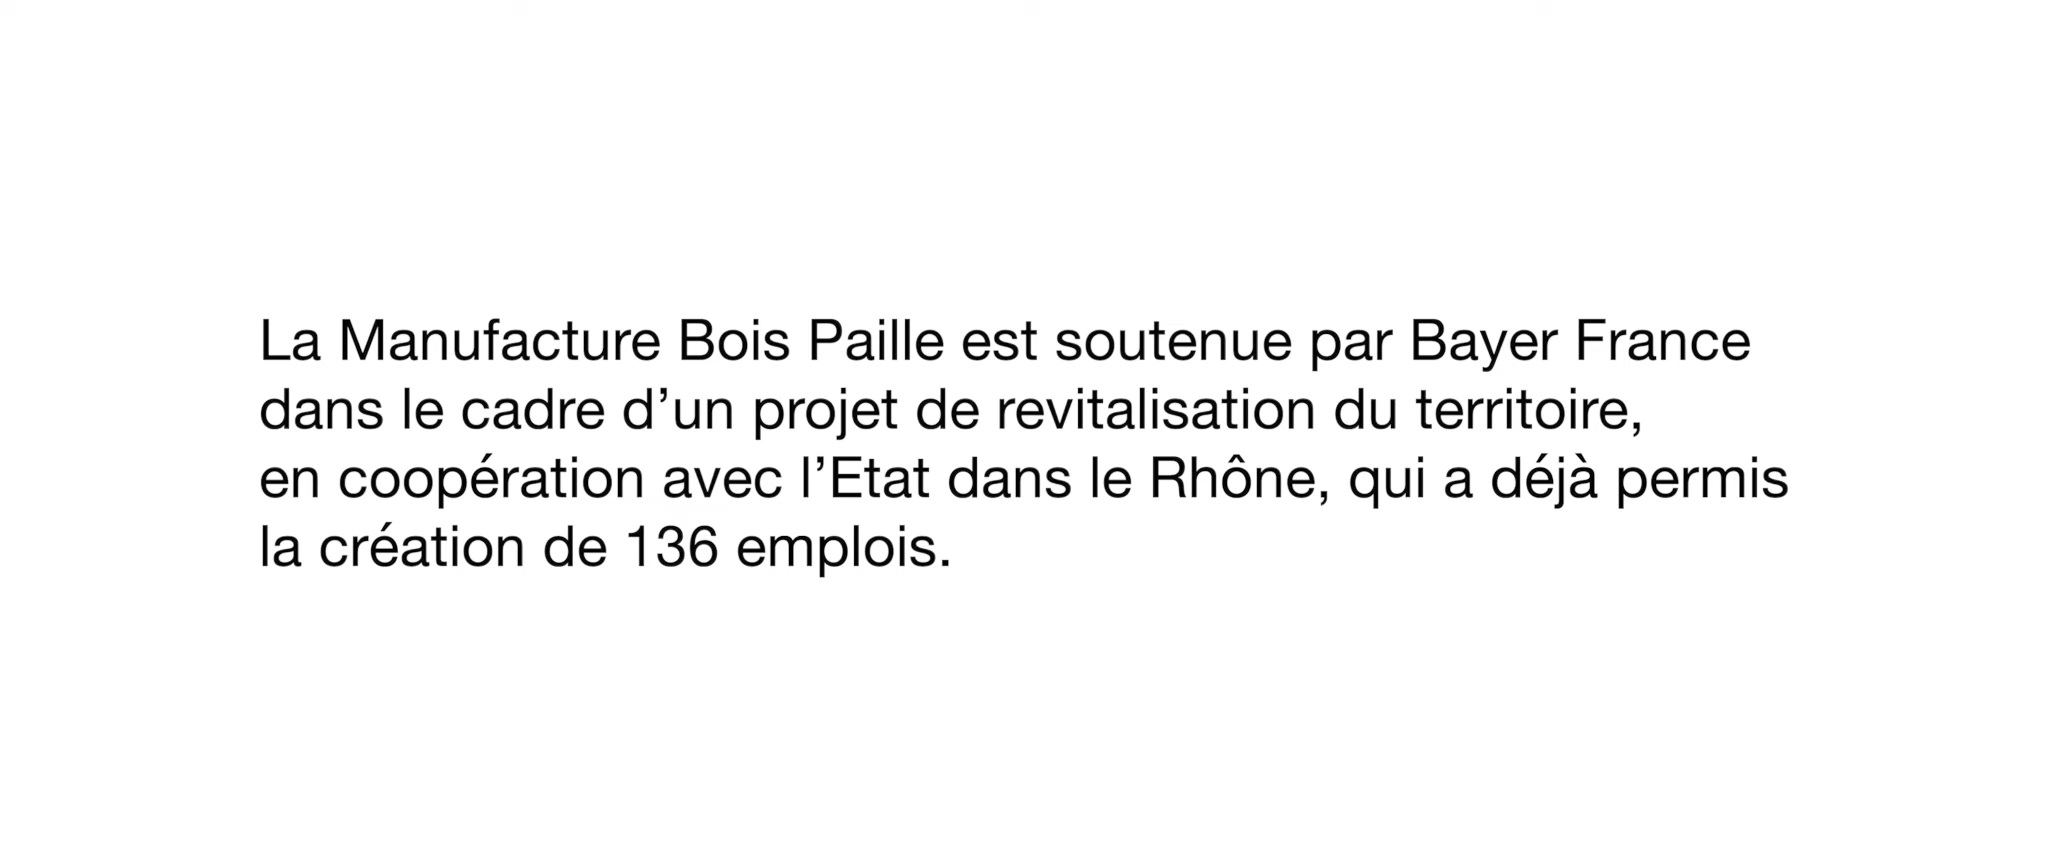 La Manufacture Bois Paille est soutenue par Bayer France
dans le cadre d’un projet de revitalisation du territoire,
en coopération avec l’Etat dans le Rhône, qui a déjà permis
la création de 136 emplois.